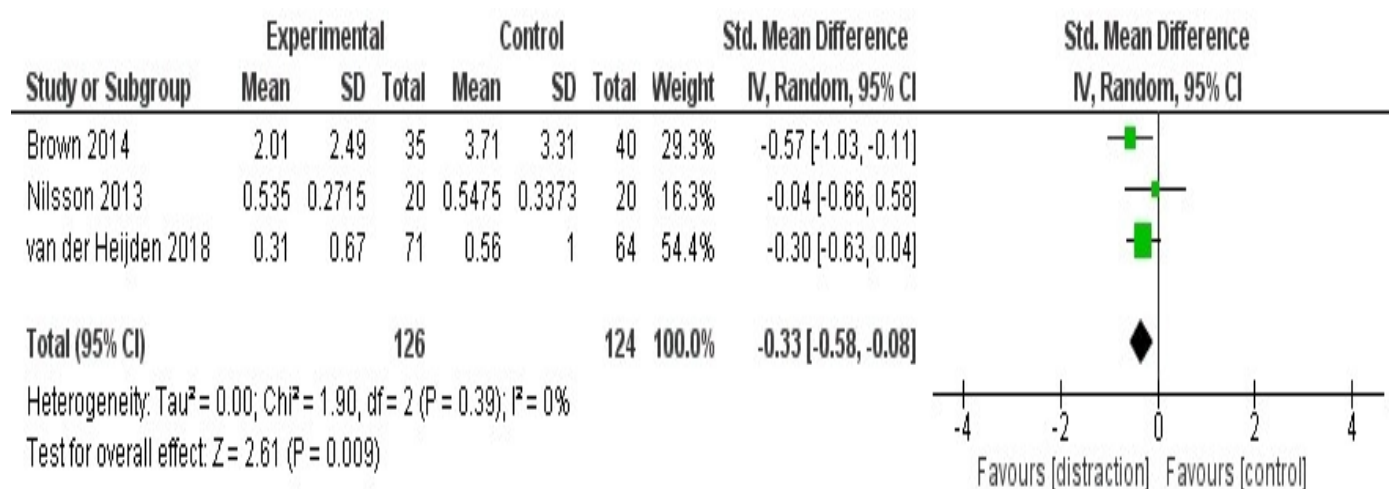 Experimental Control Std. Mean Difference Std. Mean Difference
Study or Subgroup Mean SD Total Mean SD Total Weight IV, Random, 95% CI IV, Random, 95% CI
Brown 2014 2.01 2.49 35 3.71 3.31 40 29.3% -0.57 [-1.03, -0.11]
Nilsson 2013 0.535 0.2715 20 0.5475 0.3373 20 16.3% -0.04 [-0.66, 0.58]
van der Heijden 2018 0.31 0.67 71 0.56 1 64 54.4% -0.30 [-0.63, 0.04]
Total (95% CI) 126 124 100.0% -0.33 [-0.58, -0.08]
Heterogeneity: Tau² = 0.00; Chi² = 1.90, df = 2 (P = 0.39); I² = 0%
Test for overall effect: Z = 2.61 (P = 0.009)
-4 -2 0 2 4
Favours [distraction] Favours [control]